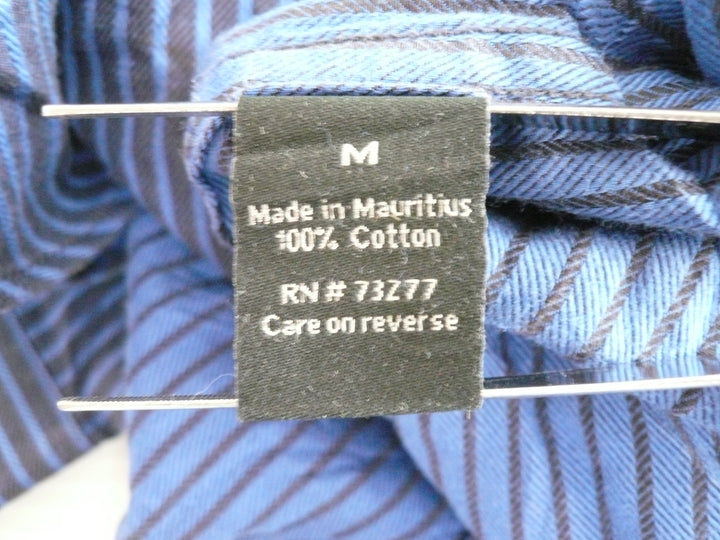 M
Made in Mauritius
100% Cotton
RN # 73277
Care on reverse